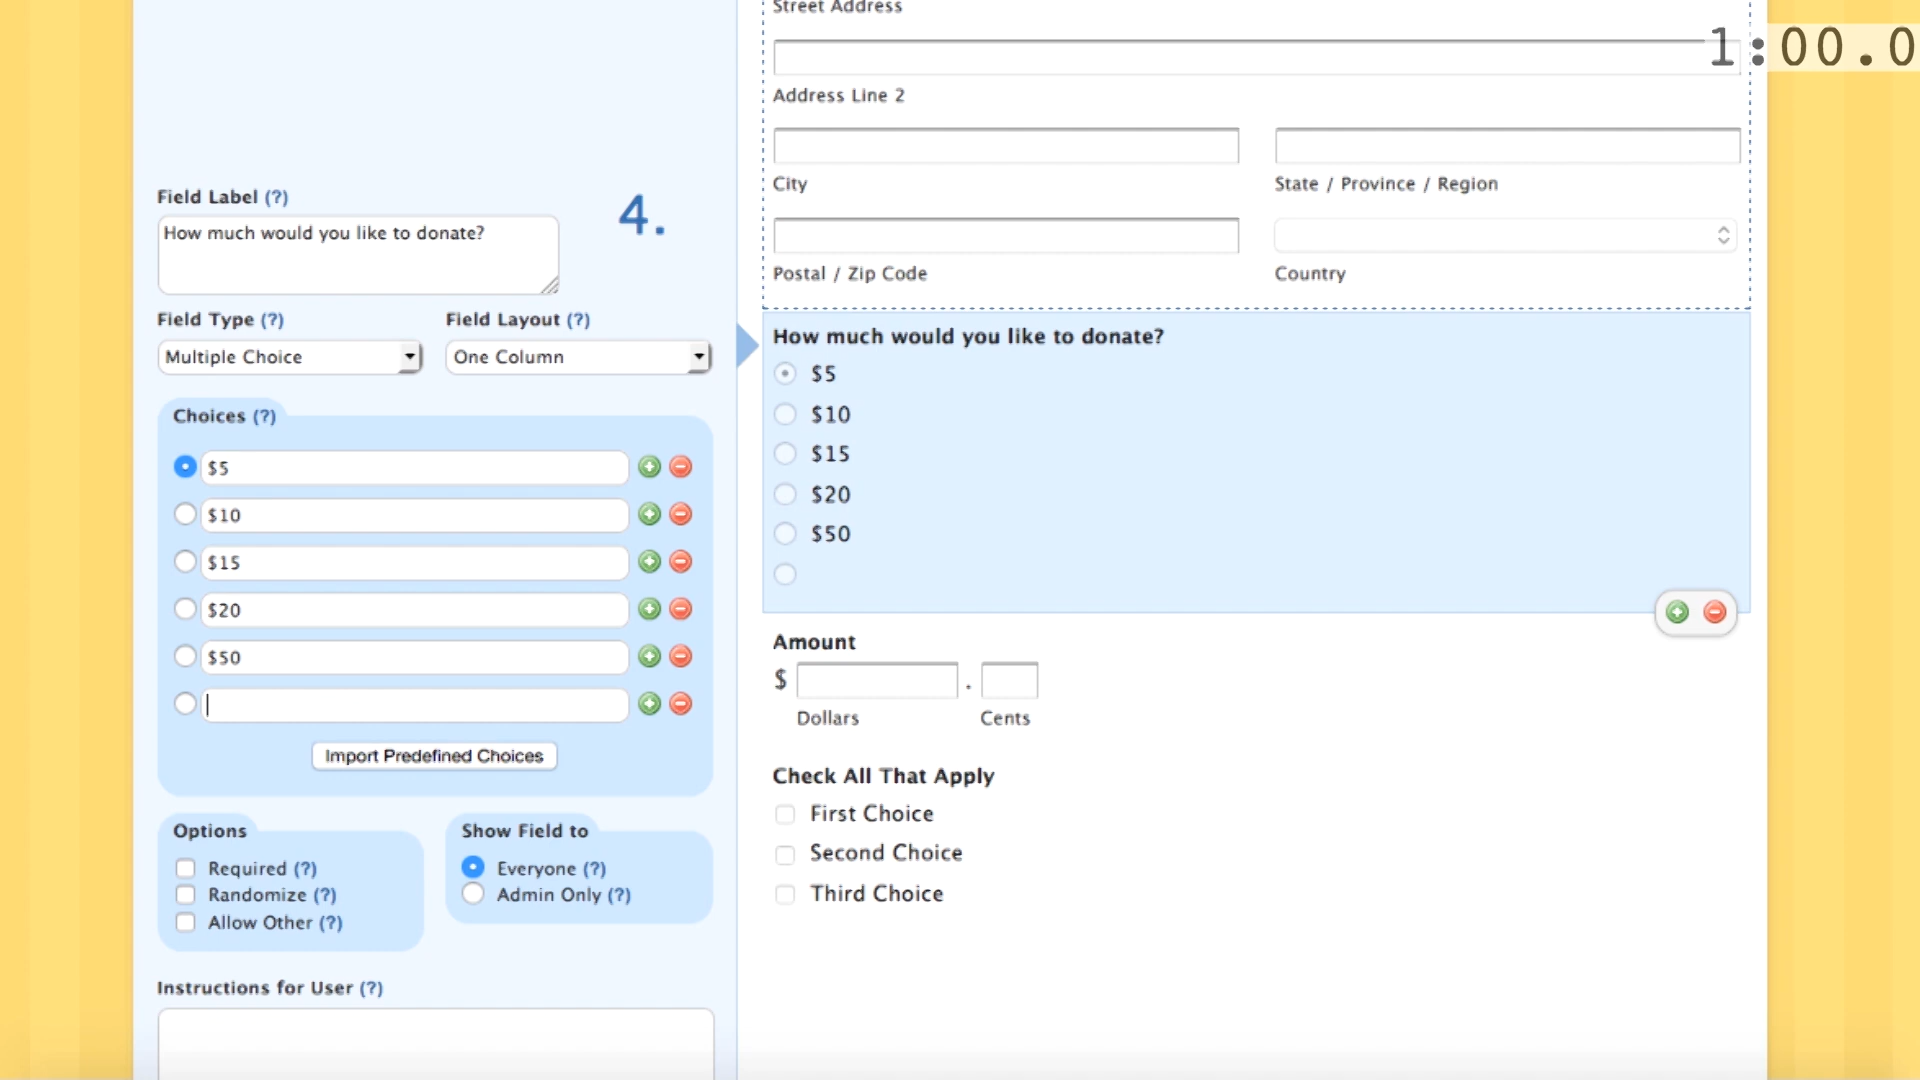 Street Address
1:00.0
Address Line 2
City
State / Province / Region
Postal / Zip Code
Country
Field Label (?)
4.
How much would you like to donate?
Field Type (?)
Field Layout (?)
Multiple Choice
One Column
Choices (?)
$5
$10
$15
$20
$50
Import Predefined Choices
Options
Required (?)
Randomize (?)
Allow Other (?)
Show Field to
Everyone (?)
Admin Only (?)
Instructions for User (?)
How much would you like to donate?
$5
$10
$15
$20
$50
Amount
$ .
Dollars
Cents
Check All That Apply
First Choice
Second Choice
Third Choice